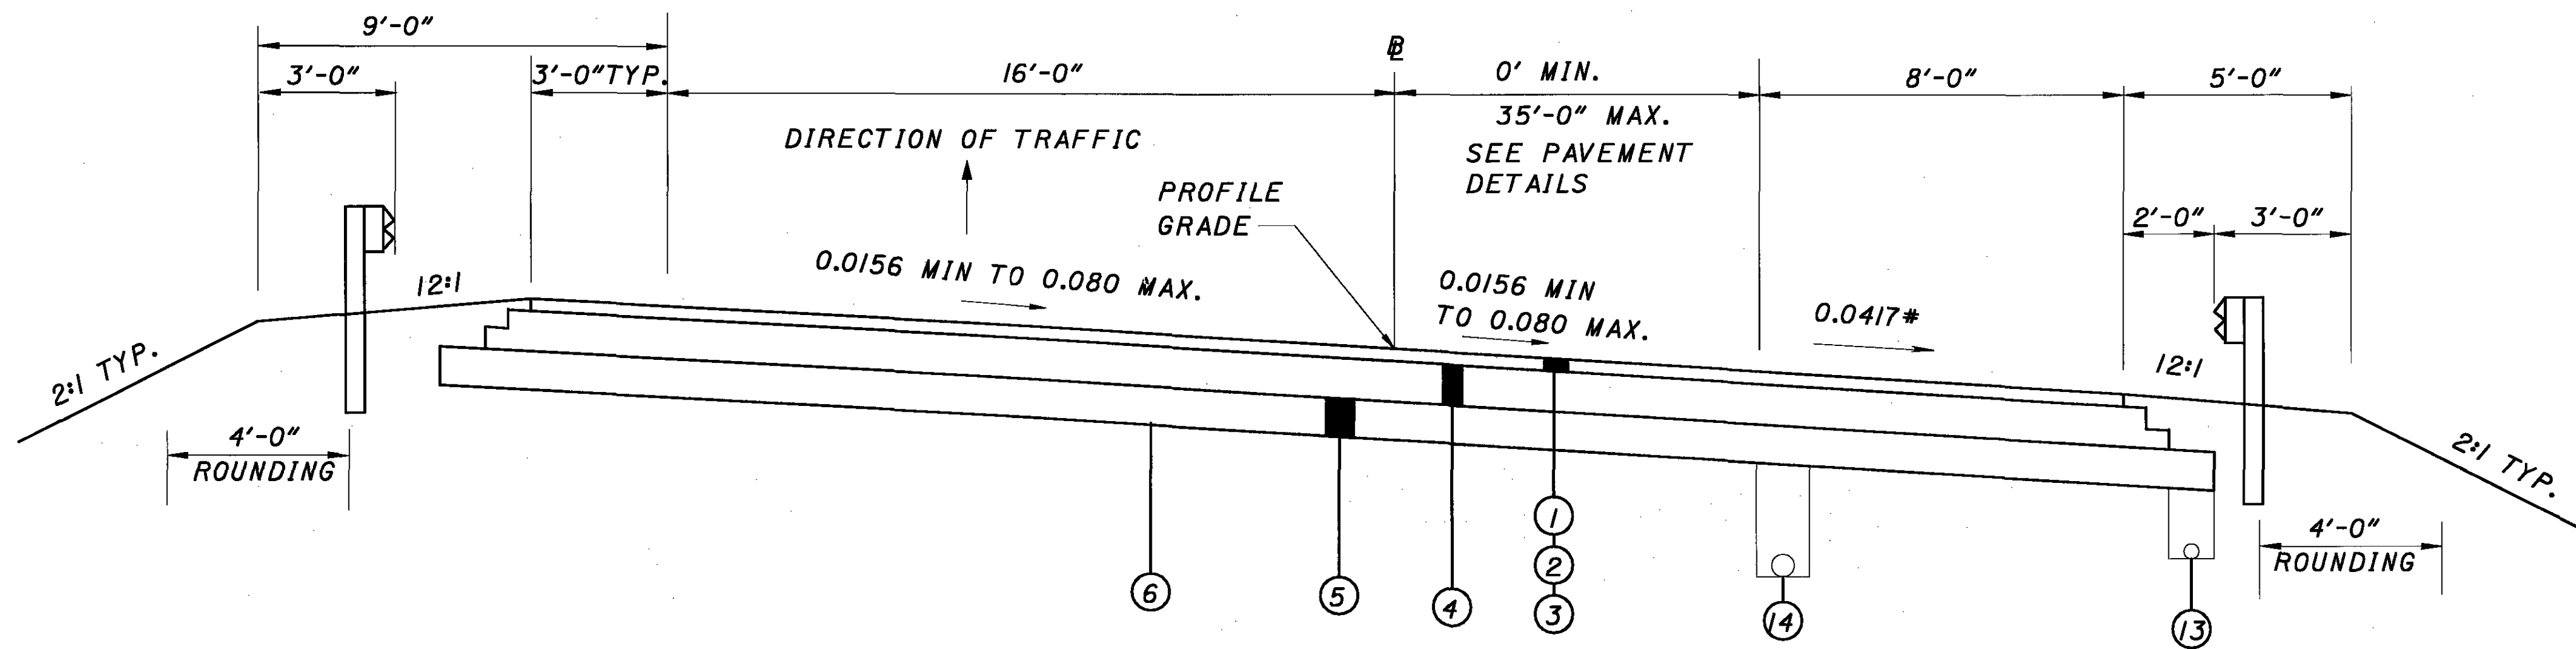 9'-0"
3'-0"
3'-0" TYP.
16'-0"
0' MIN.
35'-0" MAX.
SEE PAVEMENT
DETAILS
8'-0"
5'-0"
DIRECTION OF TRAFFIC
PROFILE
GRADE
2'-0"
3'-0"
12:1
0.0156 MIN TO 0.080 MAX.
0.0156 MIN
TO 0.080 MAX.
0.0417#
12:1
2:1 TYP.
2:1 TYP.
4'-0"
ROUNDING
4'-0"
ROUNDING
6
5
4
1
2
3
14
13